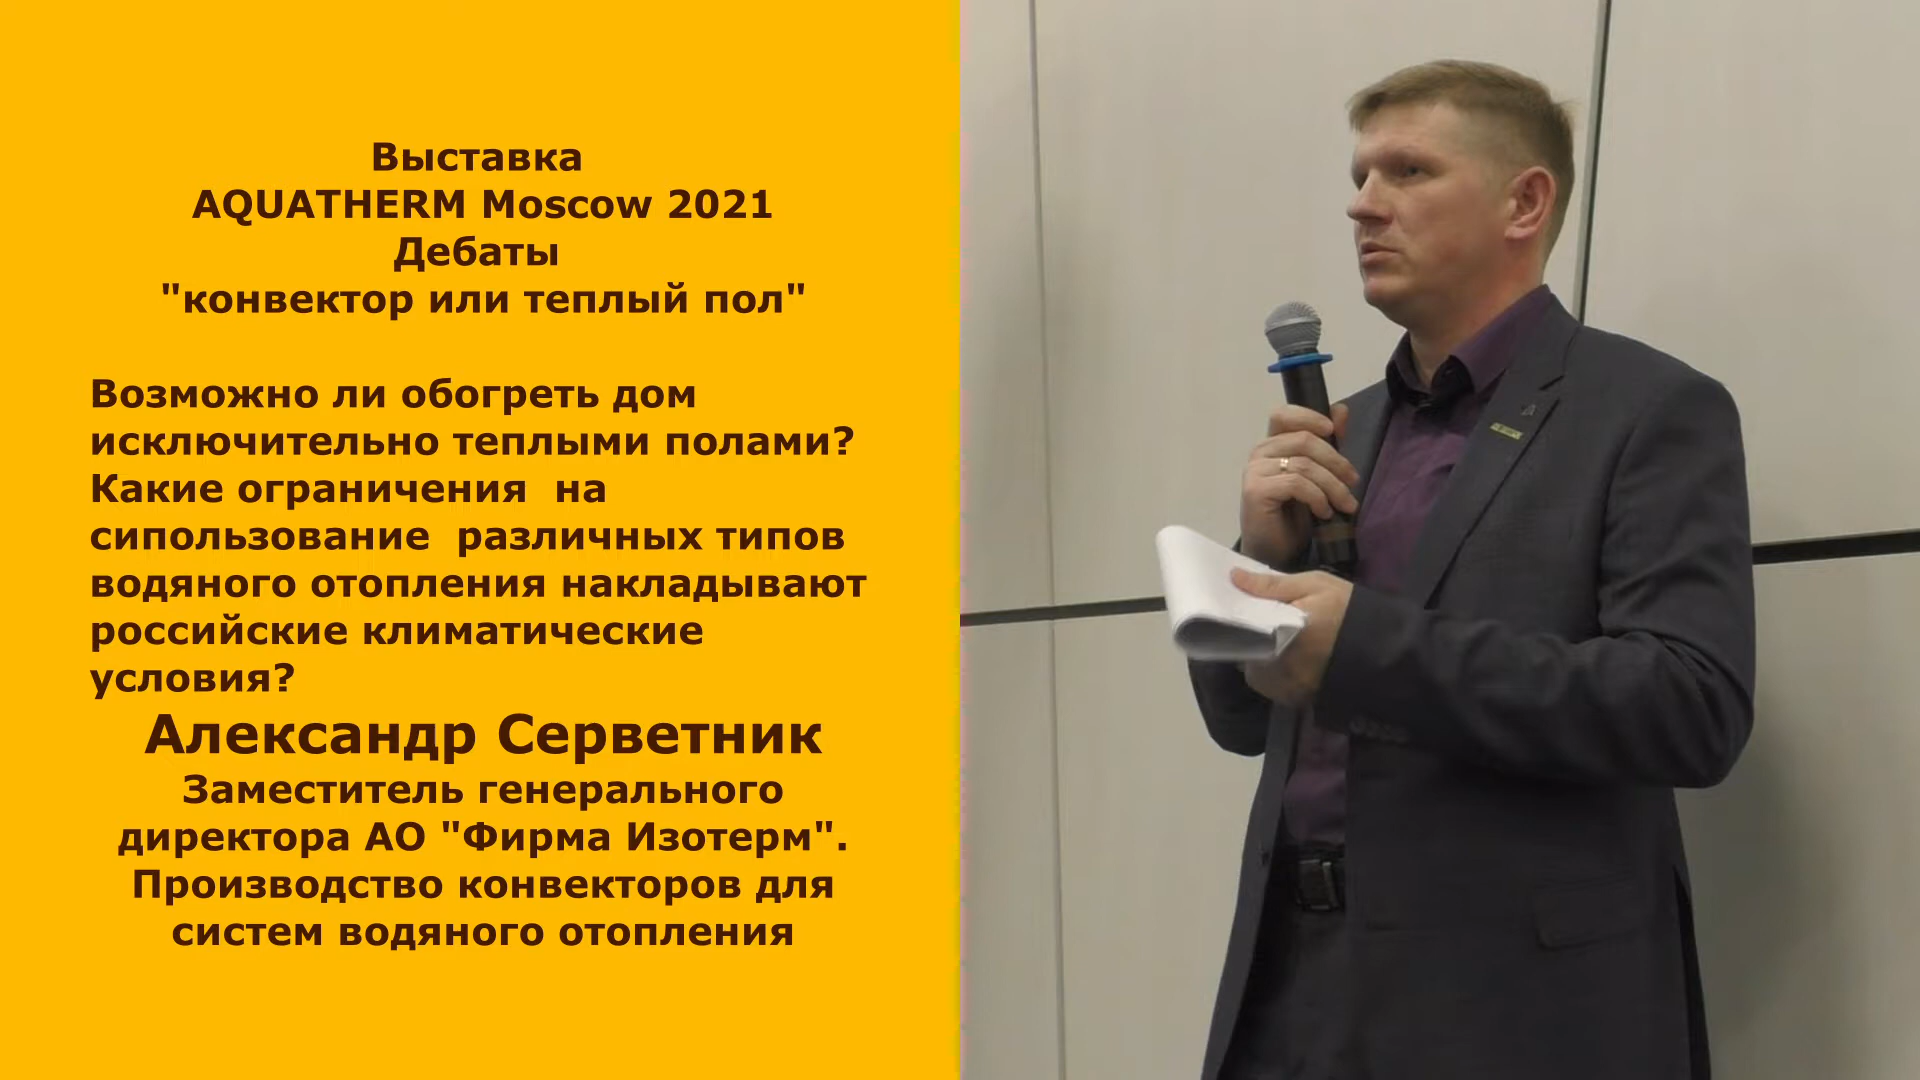 Выставка
AQUATHERM Moscow 2021
Дебаты
"конвектор или теплый пол"
Возможно ли обогреть дом
исключительно теплыми полами?
Какие ограничения  на
сипользование  различных типов
водяного отопления накладывают
российские климатические
условия?
Александр Серветник
Заместитель генерального
директора АО "Фирма Изотерм".
Производство конвекторов для
систем водяного отопления